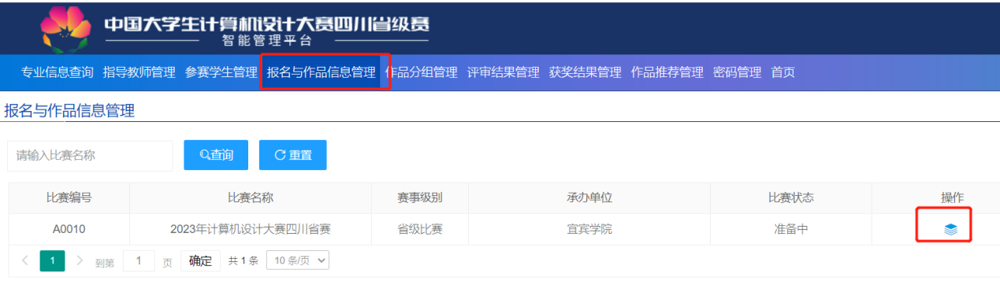 中国大学生计算机设计大赛四川省级赛
智能管理平台
专业信息查询 指导教师管理 参赛学生管理 报名与作品信息管理 作品分组管理 评审结果管理 获奖结果管理 作品推荐管理 密码管理 首页
报名与作品信息管理
请输入比赛名称 查询 重置
比赛编号 比赛名称 赛事级别 承办单位 比赛状态 操作
A0010 2023年计算机设计大赛四川省赛 省级比赛 宜宾学院 准备中
< 1 > 到第 1 页 确定 共 1 条 10 条/页